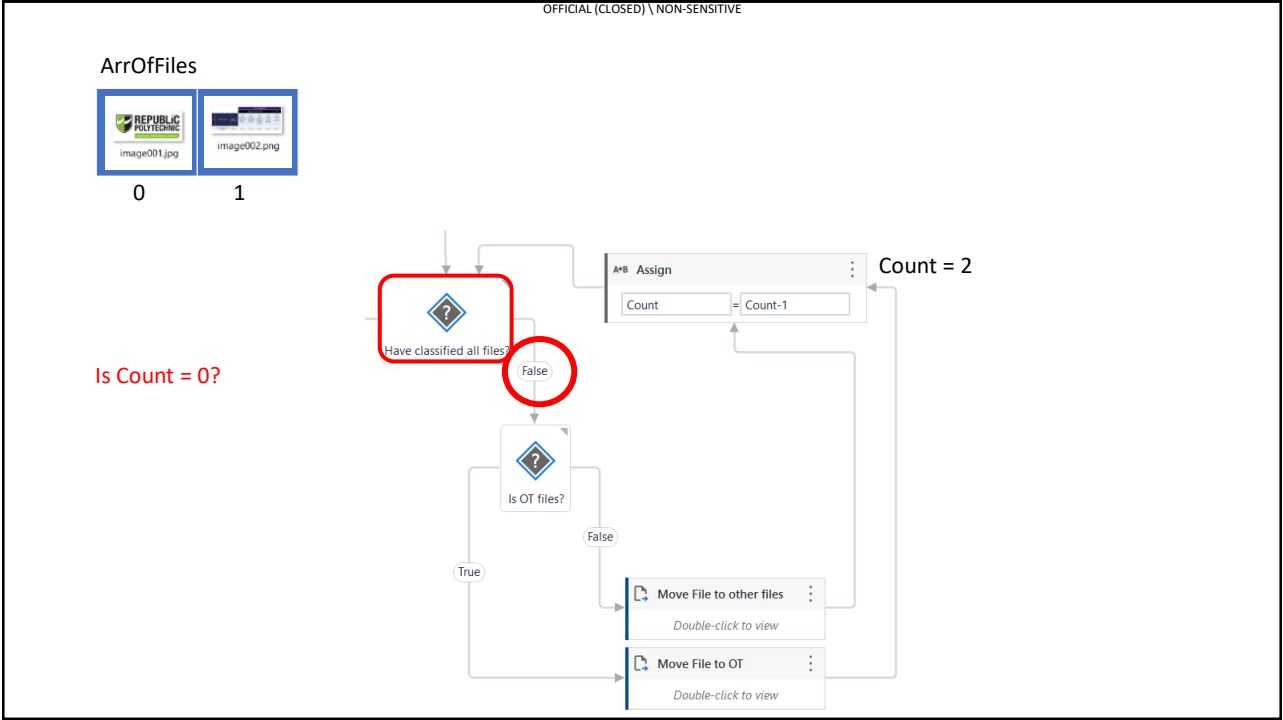 OFFICIAL (CLOSED) \ NON-SENSITIVE
ArrOfFiles
REPUBLIC
POLYTECHNIC
image001.jpg
image002.png
0
1
A*B Assign
Count = 2
Count
=
Count-1
?
Have classified all files?
False
Is Count = 0?
?
Is OT files?
False
True
Move File to other files
Double-click to view
Move File to OT
Double-click to view